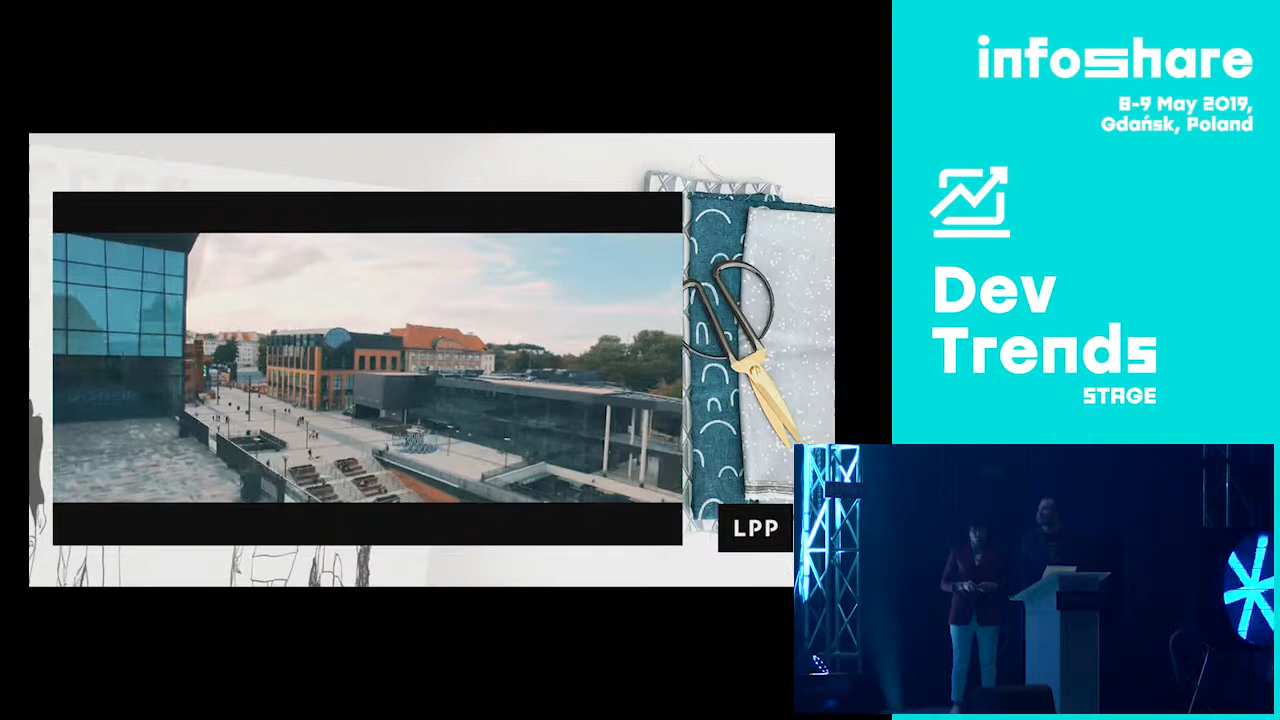 infoshare
8-9 May 2019,
Gdańsk, Poland
Dev
Trends
STAGE
LPP